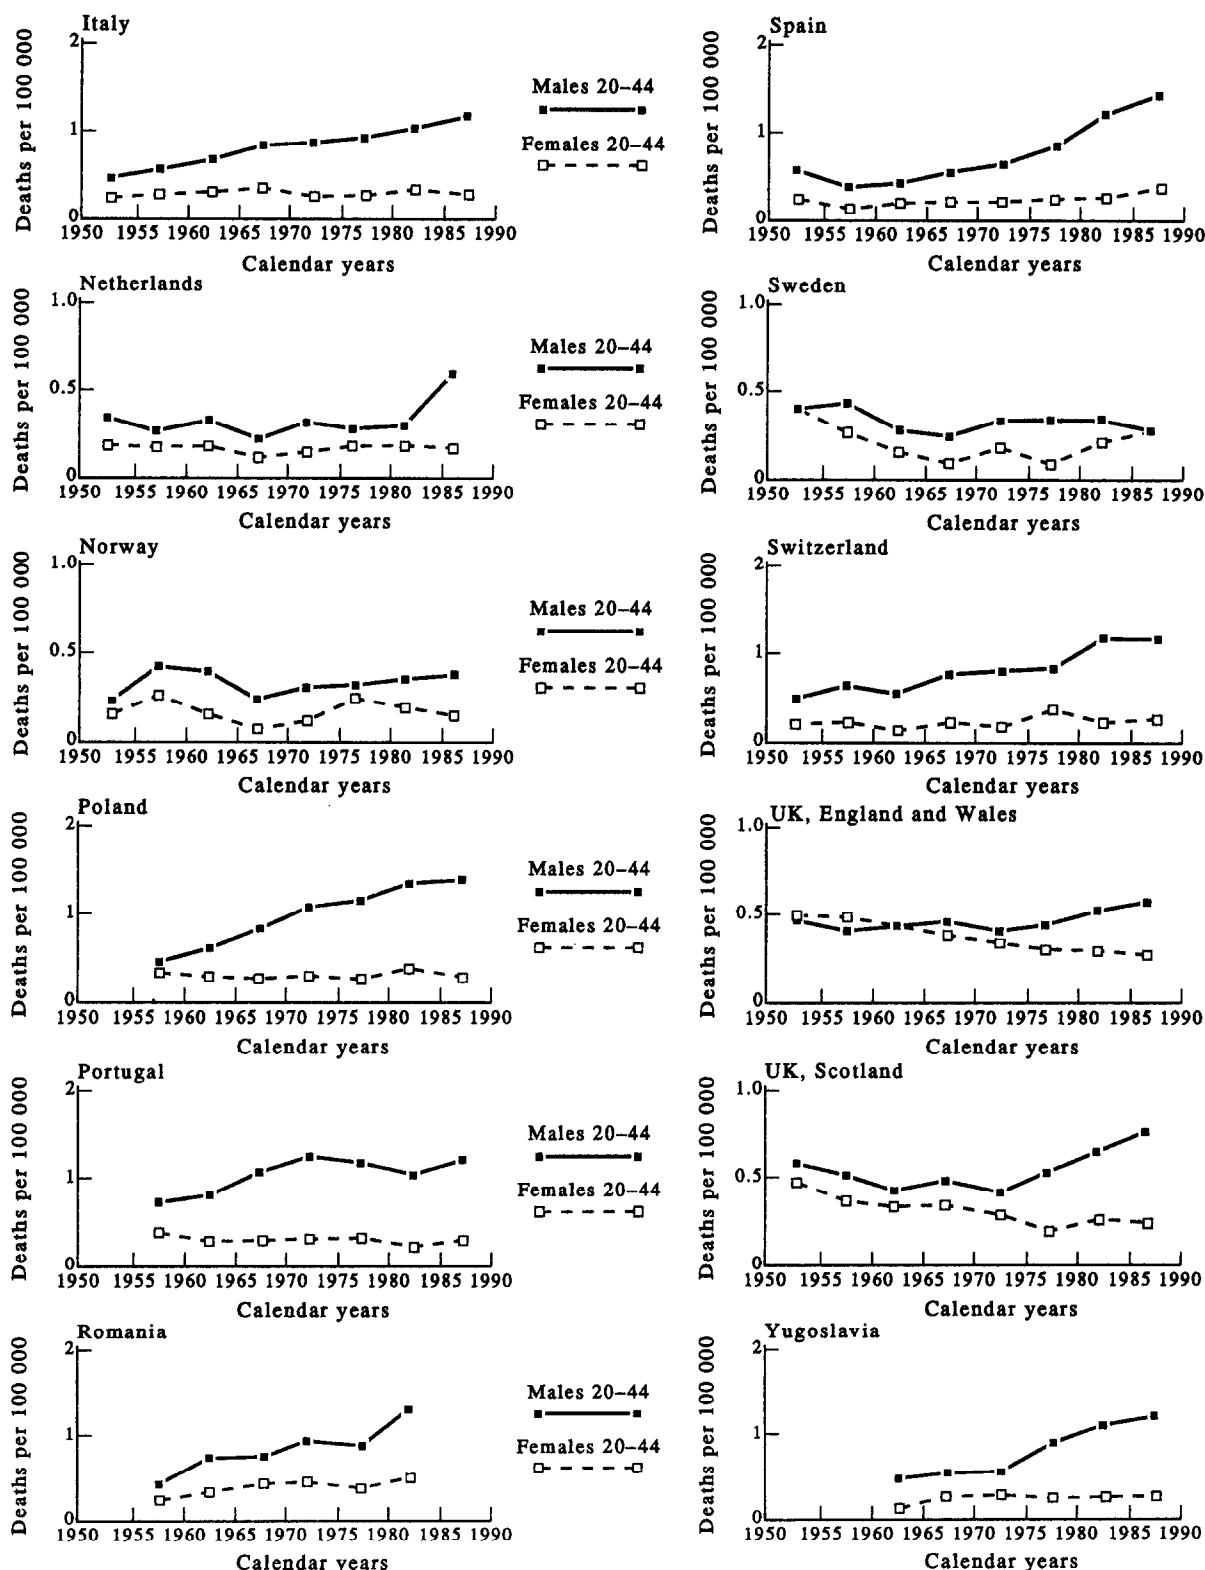 Italy
Deaths per 100 000
2
1
0
1950 1955 1960 1965 1970 1975 1980 1985 1990
Calendar years
Males 20–44
Females 20–44
Spain
Deaths per 100 000
2
1
0
1950 1955 1960 1965 1970 1975 1980 1985 1990
Calendar years
Netherlands
Deaths per 100 000
1.0
0.5
0
1950 1955 1960 1965 1970 1975 1980 1985 1990
Calendar years
Males 20–44
Females 20–44
Sweden
Deaths per 100 000
1.0
0.5
0
1950 1955 1960 1965 1970 1975 1980 1985 1990
Calendar years
Norway
Deaths per 100 000
1.0
0.5
0
1950 1955 1960 1965 1970 1975 1980 1985 1990
Calendar years
Males 20–44
Females 20–44
Switzerland
Deaths per 100 000
2
1
0
1950 1955 1960 1965 1970 1975 1980 1985 1990
Calendar years
Poland
Deaths per 100 000
2
1
0
1950 1955 1960 1965 1970 1975 1980 1985 1990
Calendar years
Males 20–44
Females 20–44
UK, England and Wales
Deaths per 100 000
1.0
0.5
0
1950 1955 1960 1965 1970 1975 1980 1985 1990
Calendar years
Portugal
Deaths per 100 000
2
1
0
1950 1955 1960 1965 1970 1975 1980 1985 1990
Calendar years
Males 20–44
Females 20–44
UK, Scotland
Deaths per 100 000
1.0
0.5
0
1950 1955 1960 1965 1970 1975 1980 1985 1990
Calendar years
Romania
Deaths per 100 000
2
1
0
1950 1955 1960 1965 1970 1975 1980 1985 1990
Calendar years
Males 20–44
Females 20–44
Yugoslavia
Deaths per 100 000
2
1
0
1950 1955 1960 1965 1970 1975 1980 1985 1990
Calendar years